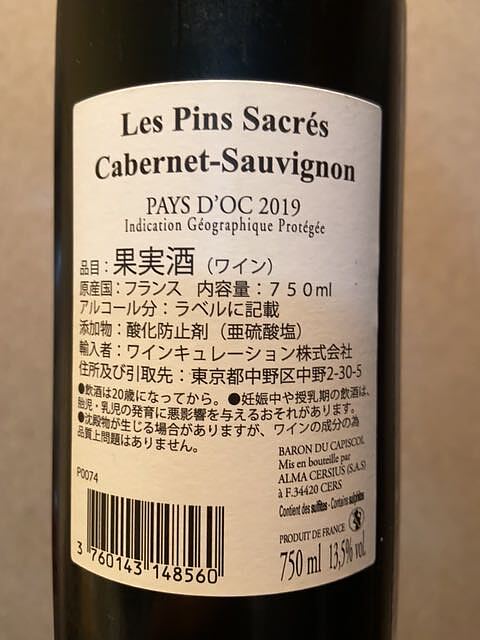 Les Pins Sacrés
Cabernet-Sauvignon
PAYS D'OC 2019
Indication Géographique Protégée
品目：果実酒（ワイン）
原産国：フランス　内容量：７５０ml
アルコール分：ラベルに記載
添加物：酸化防止剤（亜硫酸塩）
輸入者：ワインキュレーション株式会社
住所及び引取先：東京都中野区中野2-30-5
●飲酒は20歳になってから。●妊娠中や授乳期の飲酒は、
胎児・乳児の発育に悪影響を与えるおそれがあります。
●沈殿物が生じる場合がありますが、ワインの成分の為
品質上問題はありません。
BARON DU CAPISCOL
Mis en bouteille par
ALMA CERSIUS (S.A.S)
à F.34420 CERS
Contient des sulfites - Contains sulphites
PRODUIT DE FRANCE
750 ml 13,5% vol.
P0074
3 760143 148560